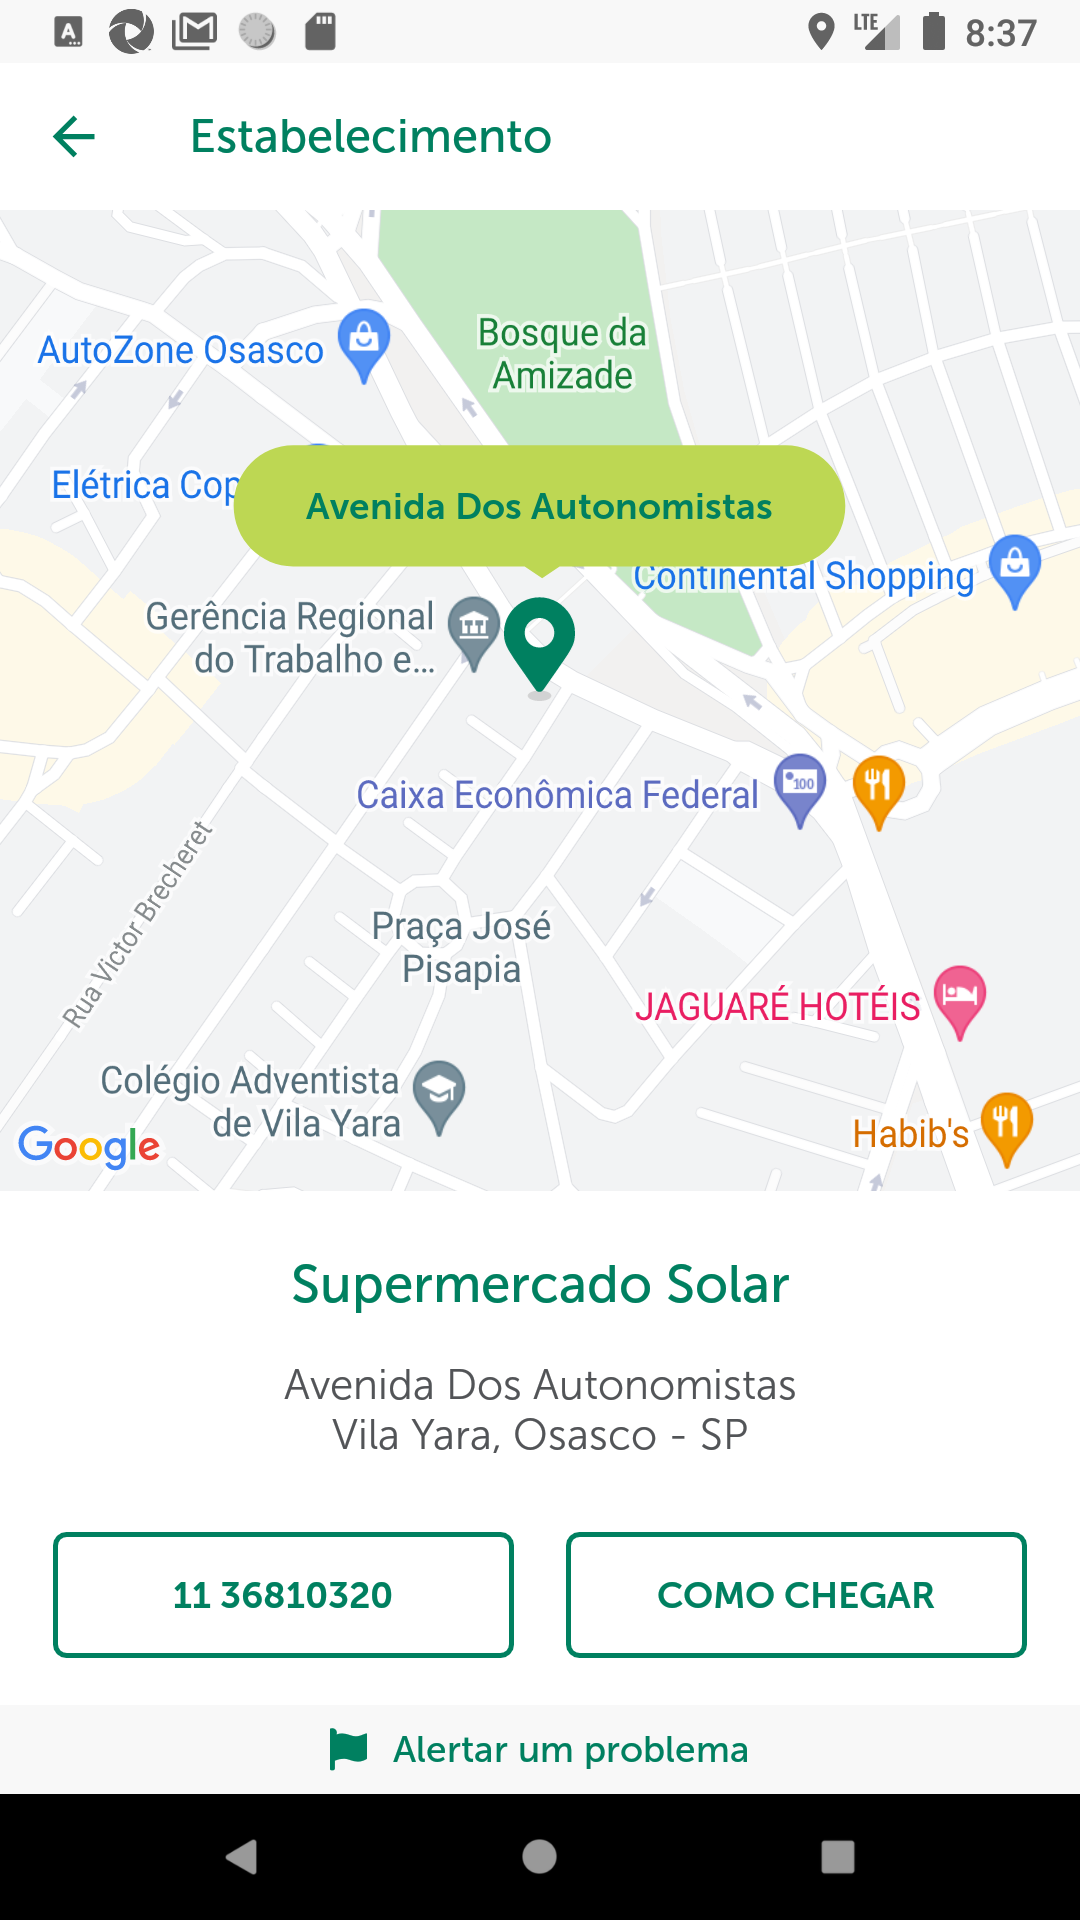 LTE 8:37
Estabelecimento
Bosque da
Amizade
AutoZone Osasco
Elétrica Cop
Avenida Dos Autonomistas
Continental Shopping
Gerência Regional
do Trabalho e...
Caixa Econômica Federal
100
Rua Victor Brecheret
Praça José
Pisapia
JAGUARÉ HOTÉIS
Colégio Adventista
de Vila Yara
Habib's
Google
Supermercado Solar
Avenida Dos Autonomistas
Vila Yara, Osasco - SP
11 36810320
COMO CHEGAR
Alertar um problema